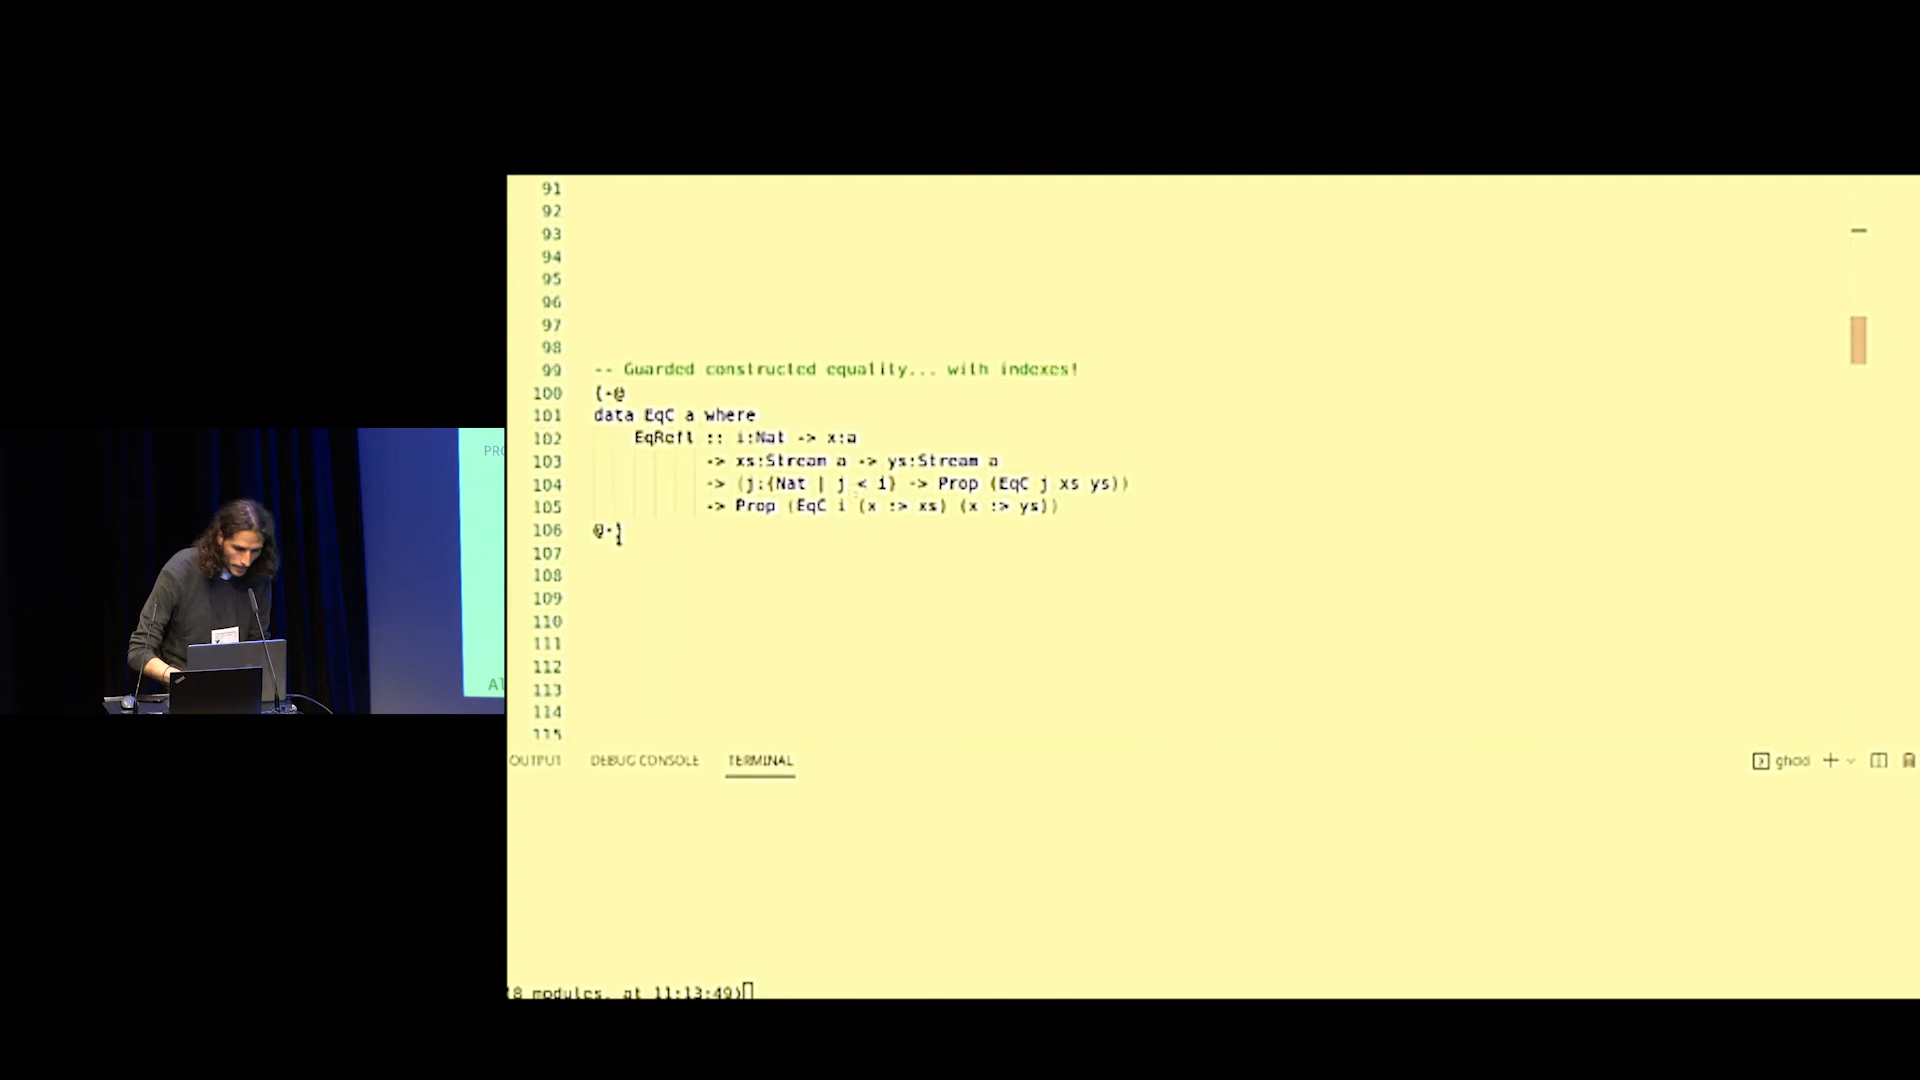 91
92
93
94
95
96
97
98
99 -- Guarded constructed equality... with indexes!
100 {-@
101 data EqC a where
102 EqRefl :: i:Nat -> x:a
103 -> xs:Stream a -> ys:Stream a
104 -> (j:{Nat | j < i} -> Prop (EqC j xs ys))
105 -> Prop (EqC i (x :> xs) (x :> ys))
106 @-}
107
108
109
110
111
112
113
114
115
OUTPUT DEBUG CONSOLE TERMINAL ghcid
8 modules, at 11:13:49)
PRO
Al